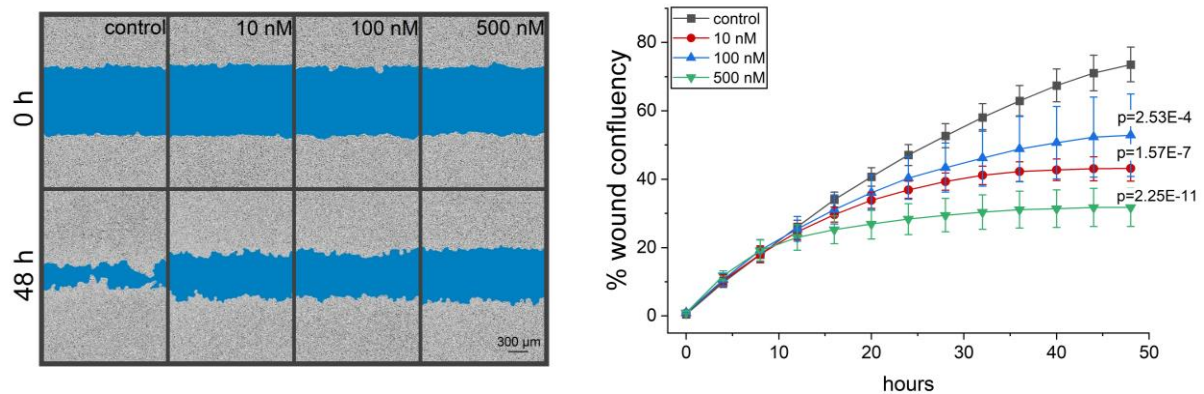 control 10 nM 100 nM 500 nM
0 h
48 h
300 µm
control
10 nM
100 nM
500 nM
% wound confluency
80
60
40
20
0
p=2.53E-4
p=1.57E-7
p=2.25E-11
0 10 20 30 40 50
hours